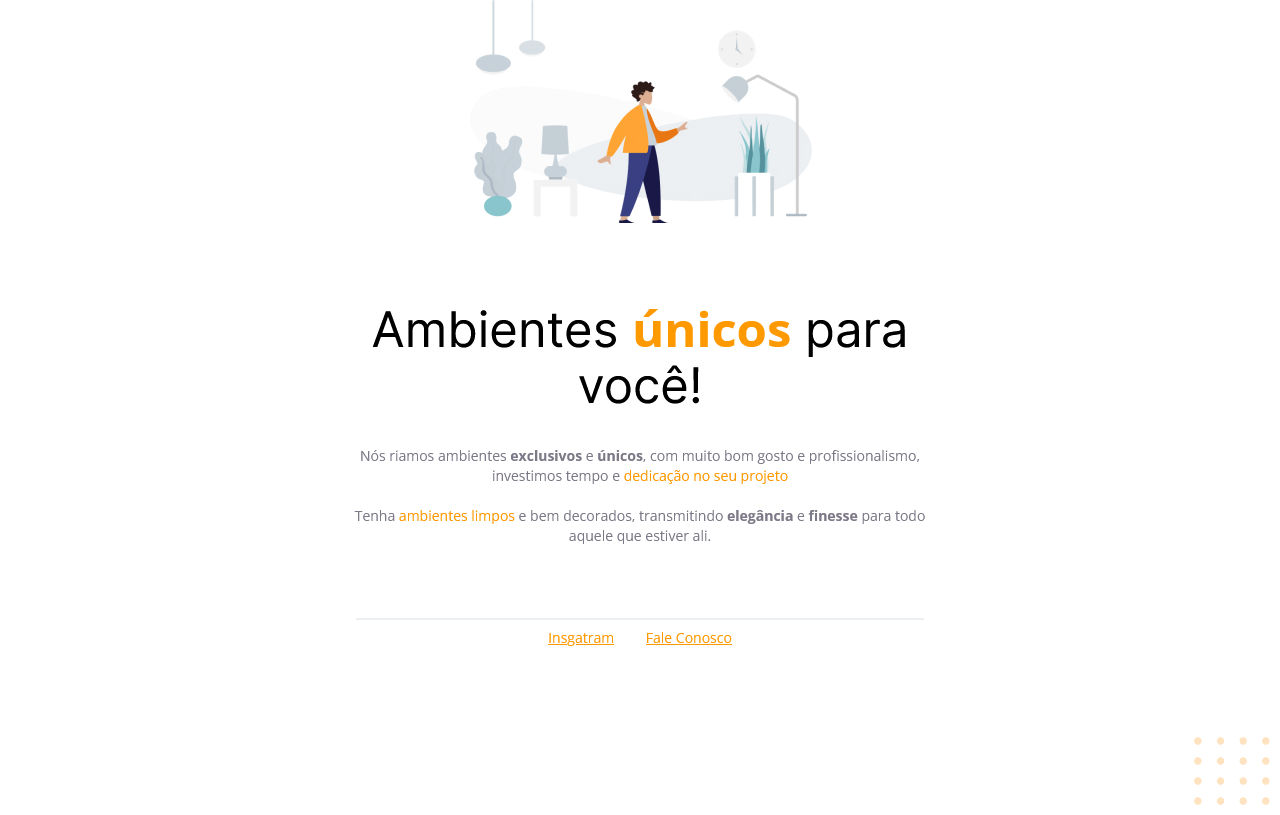 Ambientes únicos para
você!
Nós riamos ambientes exclusivos e únicos, com muito bom gosto e profissionalismo,
investimos tempo e dedicação no seu projeto
Tenha ambientes limpos e bem decorados, transmitindo elegância e finesse para todo
aquele que estiver ali.
Insgatram Fale Conosco